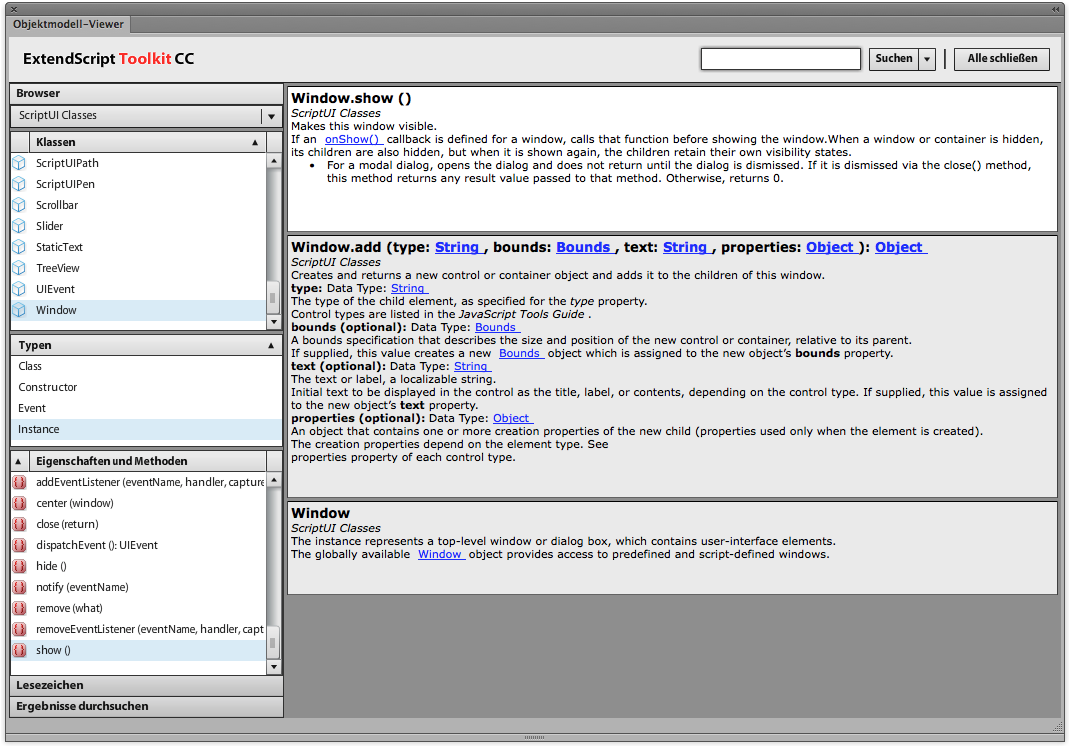 Objektmodell-Viewer
ExtendScript Toolkit CC
Suchen
Alle schließen
Browser
ScriptUI Classes
Klassen
ScriptUIPath
ScriptUIPen
Scrollbar
Slider
StaticText
TreeView
UIEvent
Window
Typen
Class
Constructor
Event
Instance
Eigenschaften und Methoden
addEventListener (eventName, handler, capture
center (window)
close (return)
dispatchEvent (): UIEvent
hide ()
notify (eventName)
remove (what)
removeEventListener (eventName, handler, capt
show ()
Lesezeichen
Ergebnisse durchsuchen
Window.show ()
ScriptUI Classes
Makes this window visible.
If an onShow() callback is defined for a window, calls that function before showing the window.When a window or container is hidden,
its children are also hidden, but when it is shown again, the children retain their own visibility states.
• For a modal dialog, opens the dialog and does not return until the dialog is dismissed. If it is dismissed via the close() method,
this method returns any result value passed to that method. Otherwise, returns 0.
Window.add (type: String , bounds: Bounds , text: String , properties: Object ): Object
ScriptUI Classes
Creates and returns a new control or container object and adds it to the children of this window.
type: Data Type: String
The type of the child element, as specified for the type property.
Control types are listed in the JavaScript Tools Guide .
bounds (optional): Data Type: Bounds
A bounds specification that describes the size and position of the new control or container, relative to its parent.
If supplied, this value creates a new Bounds object which is assigned to the new object’s bounds property.
text (optional): Data Type: String
The text or label, a localizable string.
Initial text to be displayed in the control as the title, label, or contents, depending on the control type. If supplied, this value is assigned
to the new object’s text property.
properties (optional): Data Type: Object
An object that contains one or more creation properties of the new child (properties used only when the element is created).
The creation properties depend on the element type. See
properties property of each control type.
Window
ScriptUI Classes
The instance represents a top-level window or dialog box, which contains user-interface elements.
The globally available Window object provides access to predefined and script-defined windows.